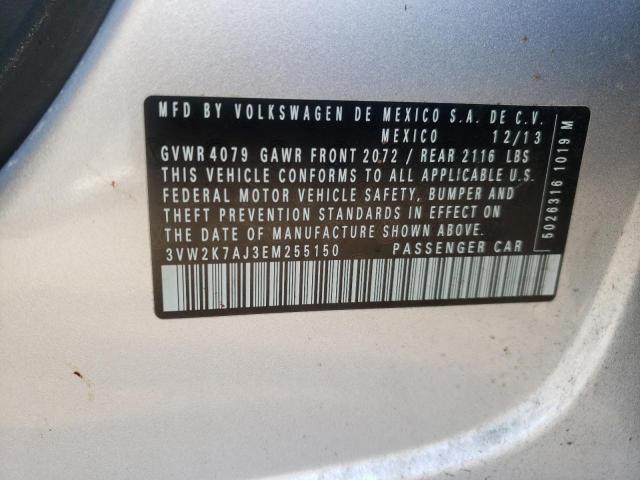 MFD BY VOLKSWAGEN DE MEXICO S.A. DE C.V.
MEXICO 12/13
GVWR 4079 GAWR FRONT 2072 / REAR 2116 LBS
THIS VEHICLE CONFORMS TO ALL APPLICABLE U.S.
FEDERAL MOTOR VEHICLE SAFETY, BUMPER AND
THEFT PREVENTION STANDARDS IN EFFECT ON
THE DATE OF MANUFACTURE SHOWN ABOVE.
3VW2K7AJ3EM255150 PASSENGER CAR
5026316 1019 M